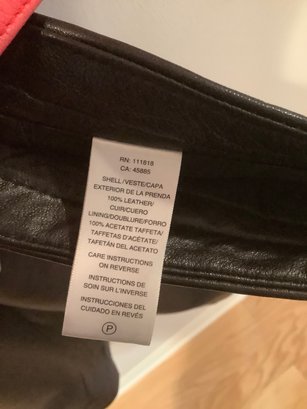 RN: 111818
CA: 45885
SHELL/VESTE/CAPA
EXTERIOR DE LA PRENDA
100% LEATHER/
CUIR/CUERO
LINING/DOUBLURE/FORRO
100% ACETATE TAFFETA/
TAFFETAS D'ACÉTATE/
TAFETÁN DEL ACETATO
CARE INSTRUCTIONS
ON REVERSE
INSTRUCTIONS DE
SOIN SUR L'INVERSE
INSTRUCCIONES DEL
CUIDADO EN REVÉS
P